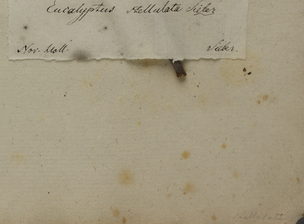 Eucalyptus stellulata Sieber
Nov. Holl. Sieber.